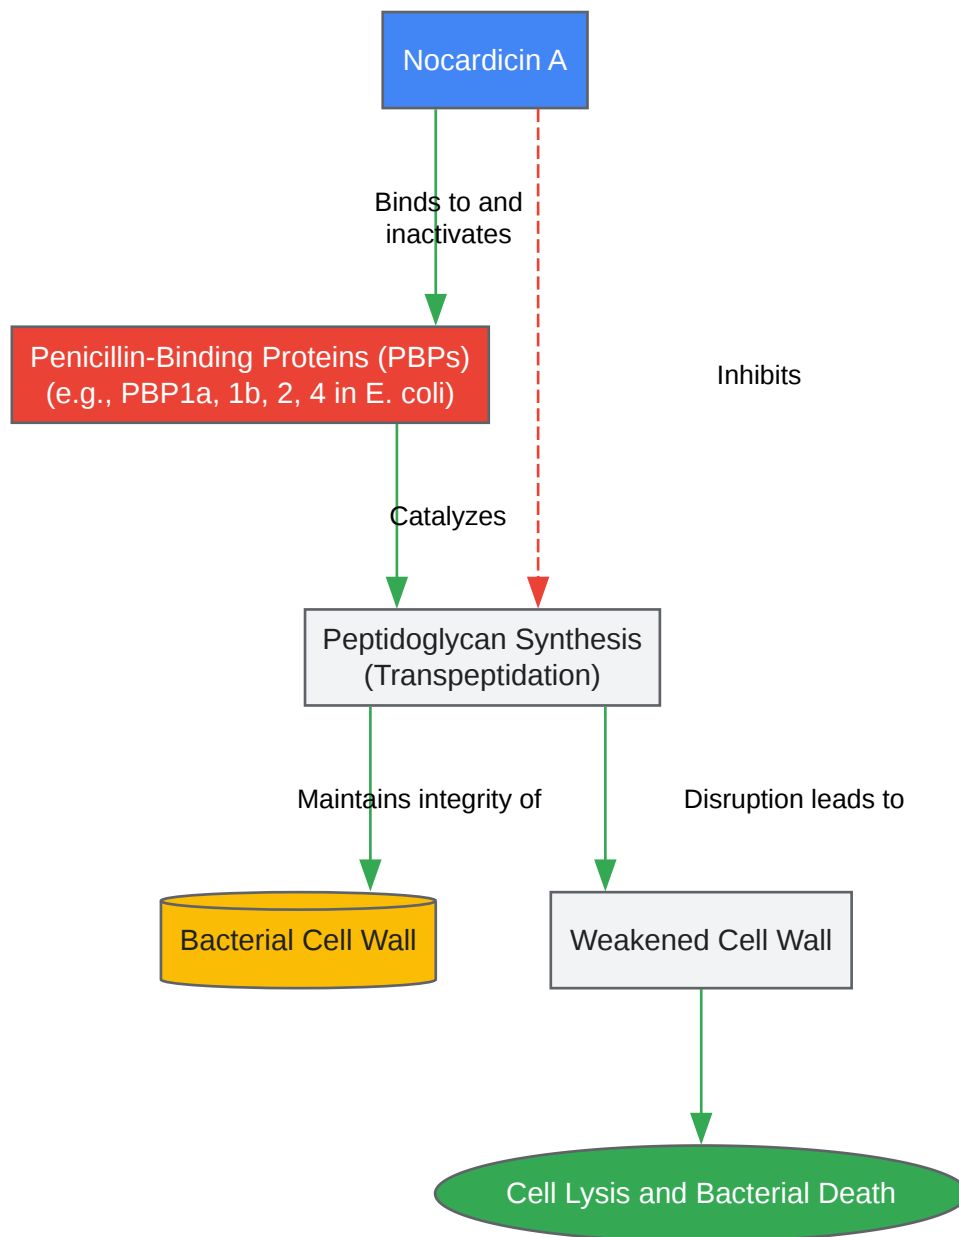 Nocardicin A
Binds to and
inactivates
Penicillin-Binding Proteins (PBPs)
(e.g., PBP1a, 1b, 2, 4 in E. coli)
Inhibits
Catalyzes
Peptidoglycan Synthesis
(Transpeptidation)
Maintains integrity of
Disruption leads to
Bacterial Cell Wall
Weakened Cell Wall
Cell Lysis and Bacterial Death